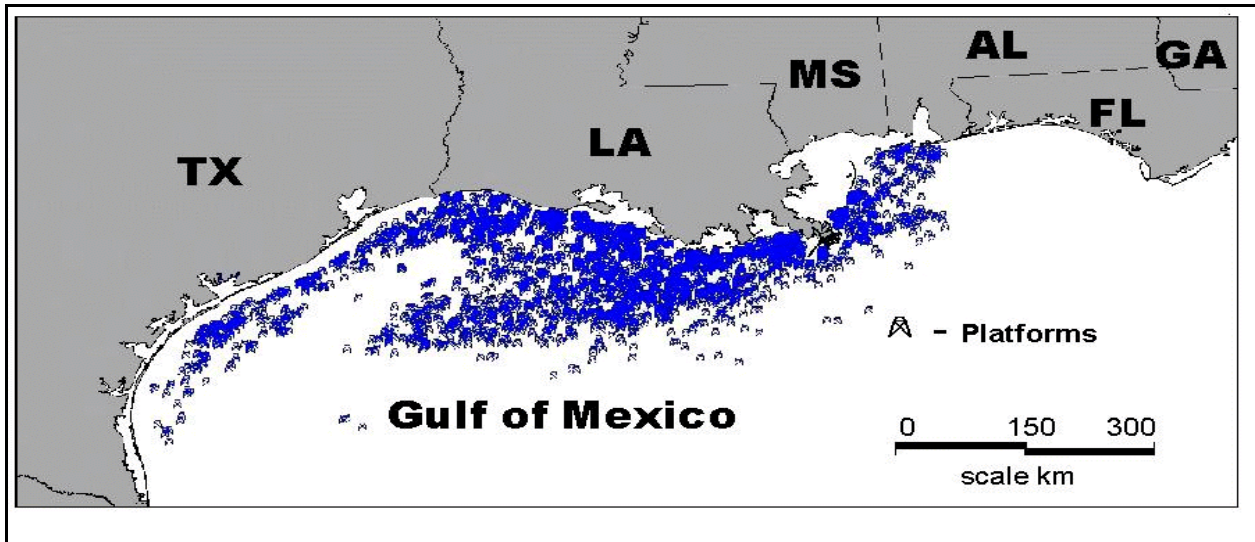 AL
GA
MS
FL
LA
TX
- Platforms
Gulf of Mexico
0 150 300
scale km